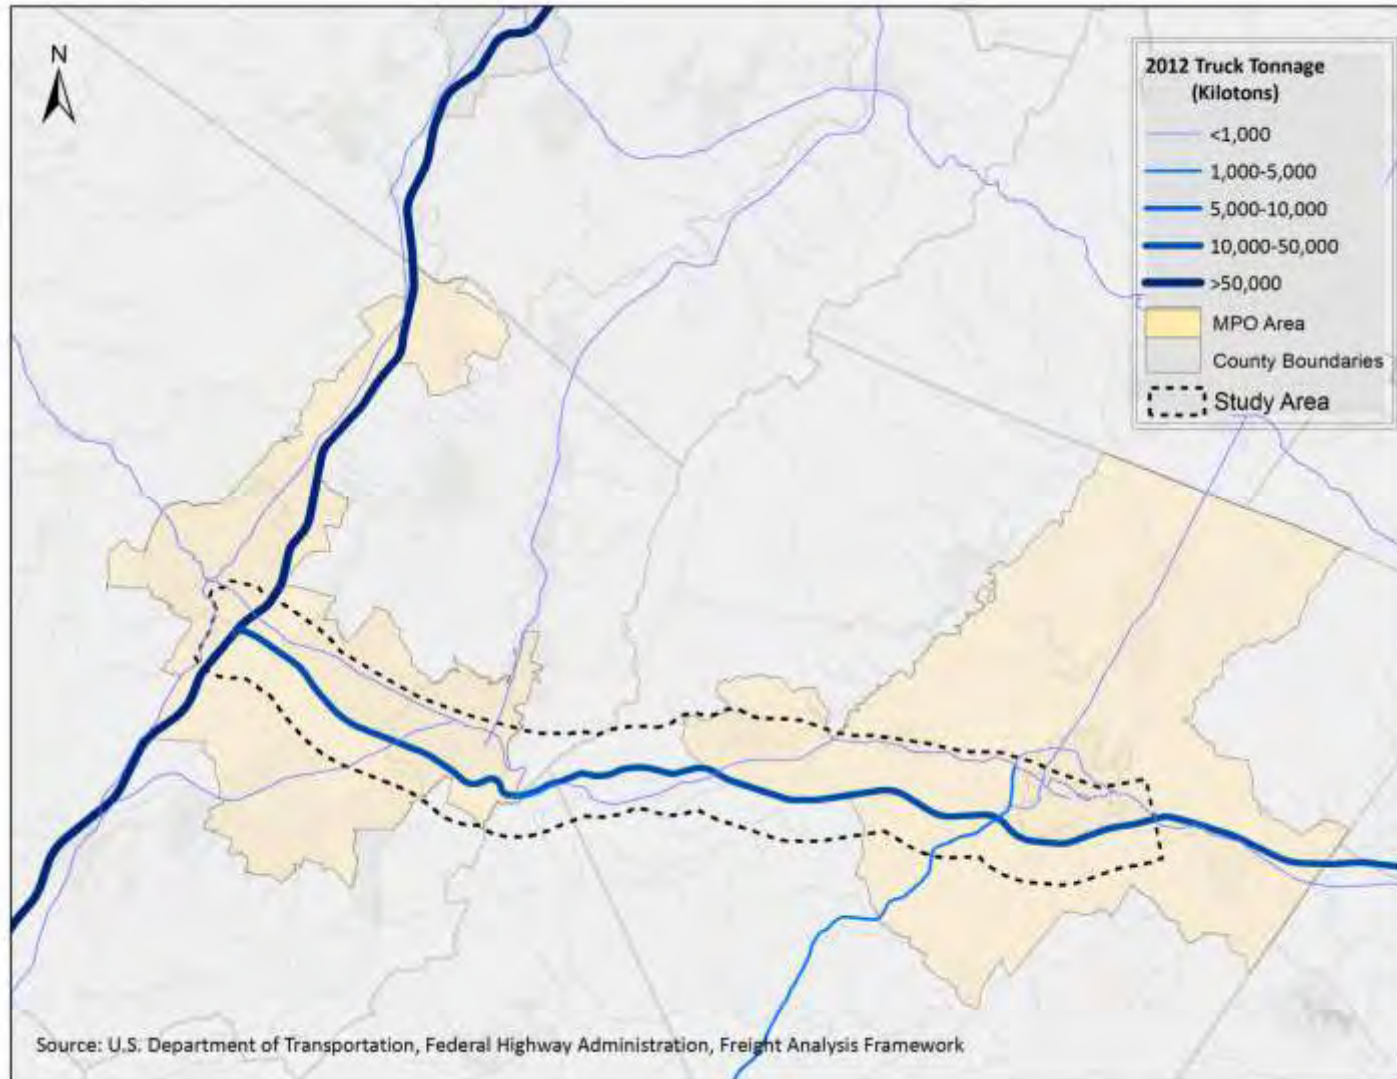 N
2012 Truck Tonnage
(Kilotons)
<1,000
1,000-5,000
5,000-10,000
10,000-50,000
>50,000
MPO Area
County Boundaries
Study Area
Source: U.S. Department of Transportation, Federal Highway Administration, Freight Analysis Framework